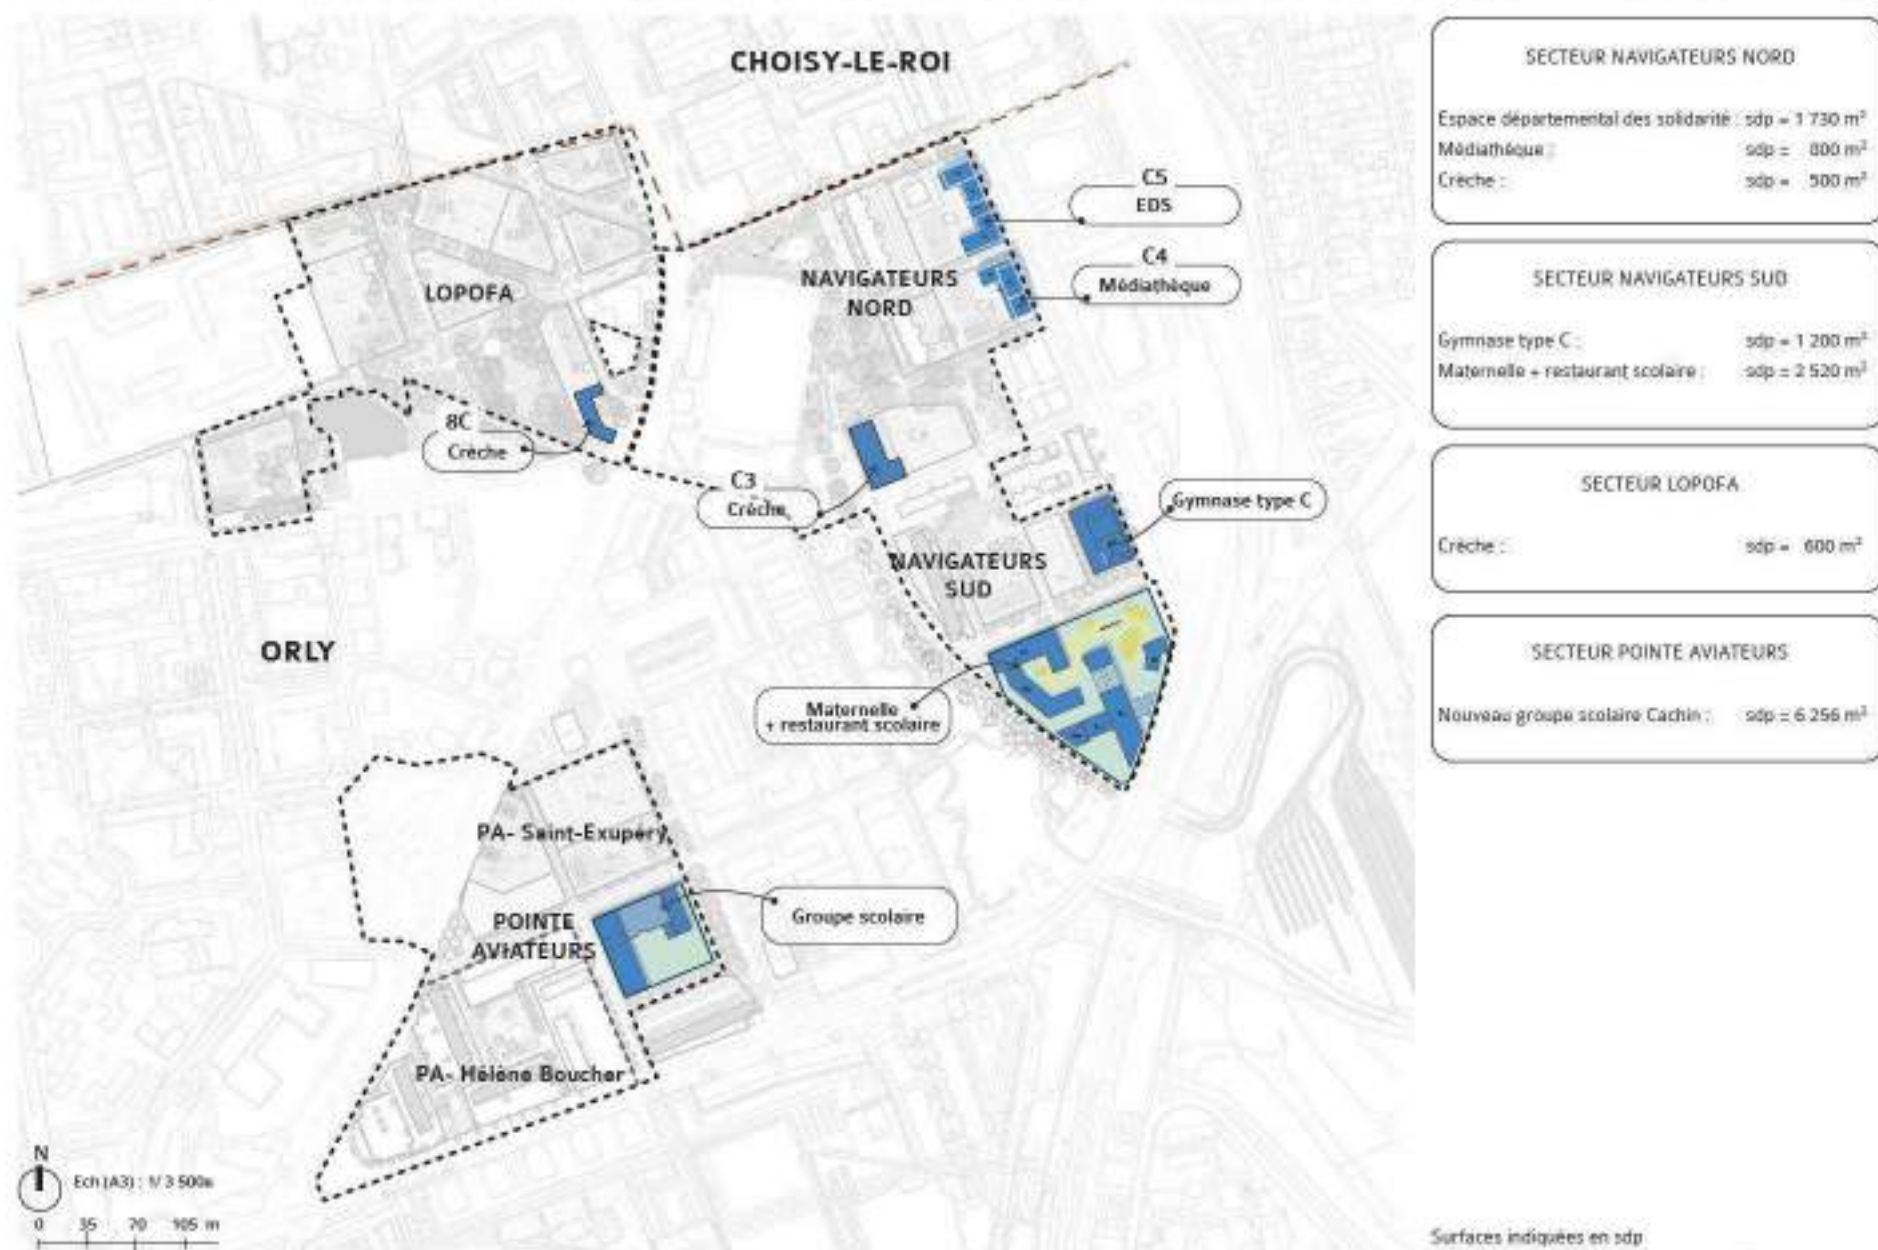 CHOISY-LE-ROI
C5
EDS
C4
Médiathèque
NAVIGATEURS
NORD
LOPOFA
8C
Crèche
C3
Crèche
Gymnase type C
NAVIGATEURS
SUD
ORLY
Maternelle
+ restaurant scolaire
PA- Saint-Exupéry
POINTE
AVIATEURS
Groupe scolaire
PA- Hélène Boucher
N
Ech (A3) : 1/ 3 500e
0 35 70 105 m
SECTEUR NAVIGATEURS NORD
Espace départemental des solidarité : sdp = 1 730 m²
Médiathèque : sdp = 800 m²
Crèche : sdp = 500 m²
SECTEUR NAVIGATEURS SUD
Gymnase type C : sdp = 1 200 m²
Maternelle + restaurant scolaire : sdp = 2 520 m²
SECTEUR LOPOFA
Crèche : sdp = 600 m²
SECTEUR POINTE AVIATEURS
Nouveau groupe scolaire Cachin : sdp = 6 256 m²
Surfaces indiquées en sdp